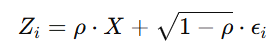 Z_i = ρ · X + √(1 − ρ) · ϵ_i